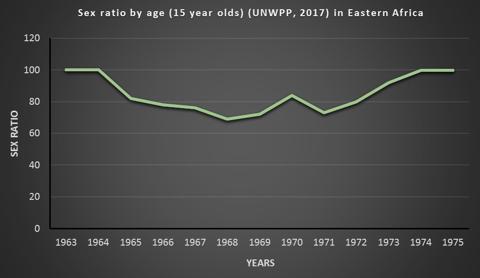 Sex ratio by age (15 year olds) (UNWPP, 2017) in Eastern Africa
120
100
80
60
40
20
0
SEX RATIO
1963 1964 1965 1966 1967 1968 1969 1970 1971 1972 1973 1974 1975
YEARS